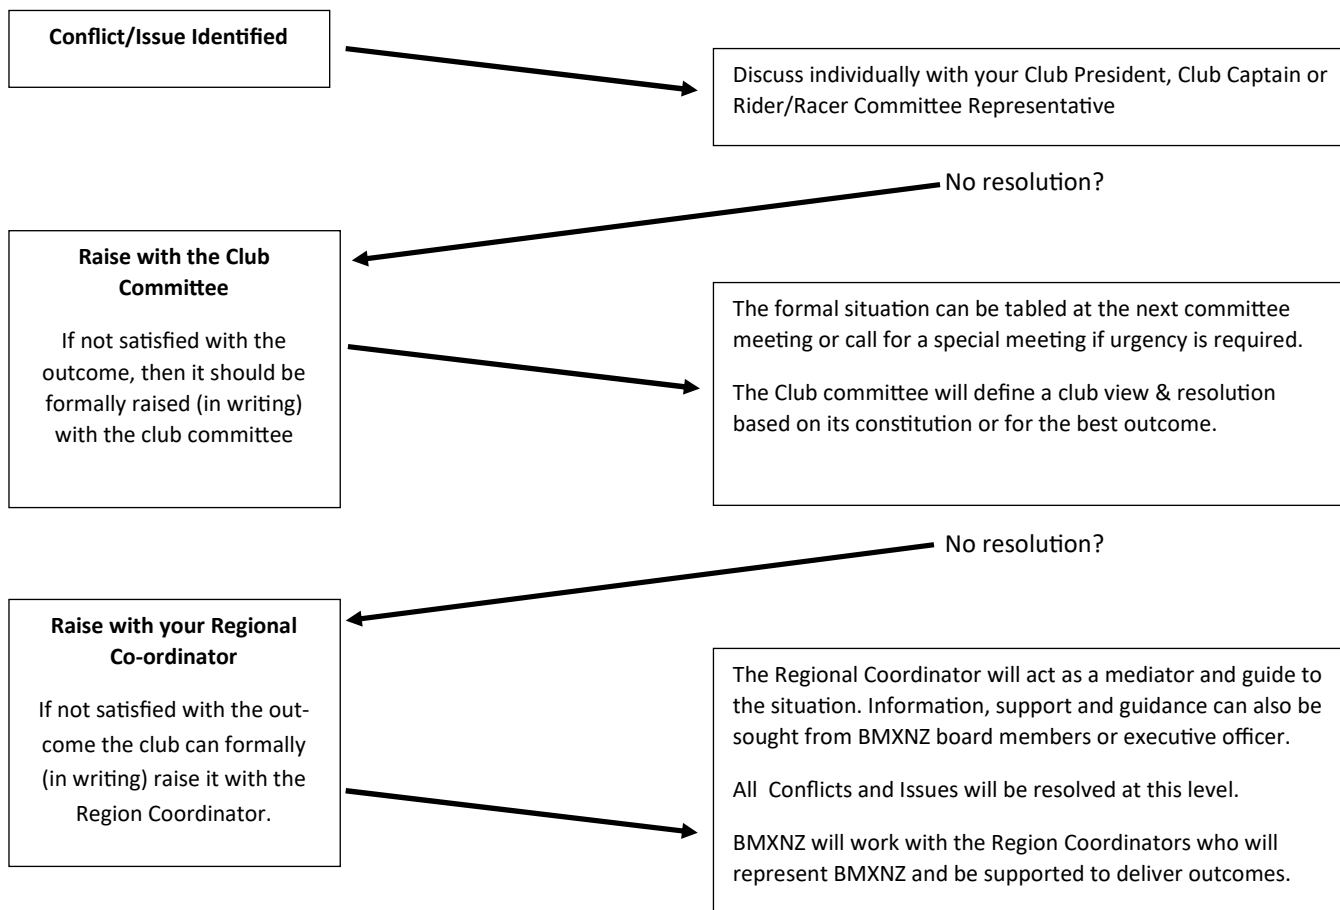 Conflict/Issue Identified
Discuss individually with your Club President, Club Captain or
Rider/Racer Committee Representative
No resolution?
Raise with the Club
Committee
If not satisfied with the
outcome, then it should be
formally raised (in writing)
with the club committee
The formal situation can be tabled at the next committee
meeting or call for a special meeting if urgency is required.
The Club committee will define a club view & resolution
based on its constitution or for the best outcome.
No resolution?
Raise with your Regional
Co-ordinator
If not satisfied with the out-
come the club can formally
(in writing) raise it with the
Region Coordinator.
The Regional Coordinator will act as a mediator and guide to
the situation. Information, support and guidance can also be
sought from BMXNZ board members or executive officer.
All  Conflicts and Issues will be resolved at this level.
BMXNZ will work with the Region Coordinators who will
represent BMXNZ and be supported to deliver outcomes.